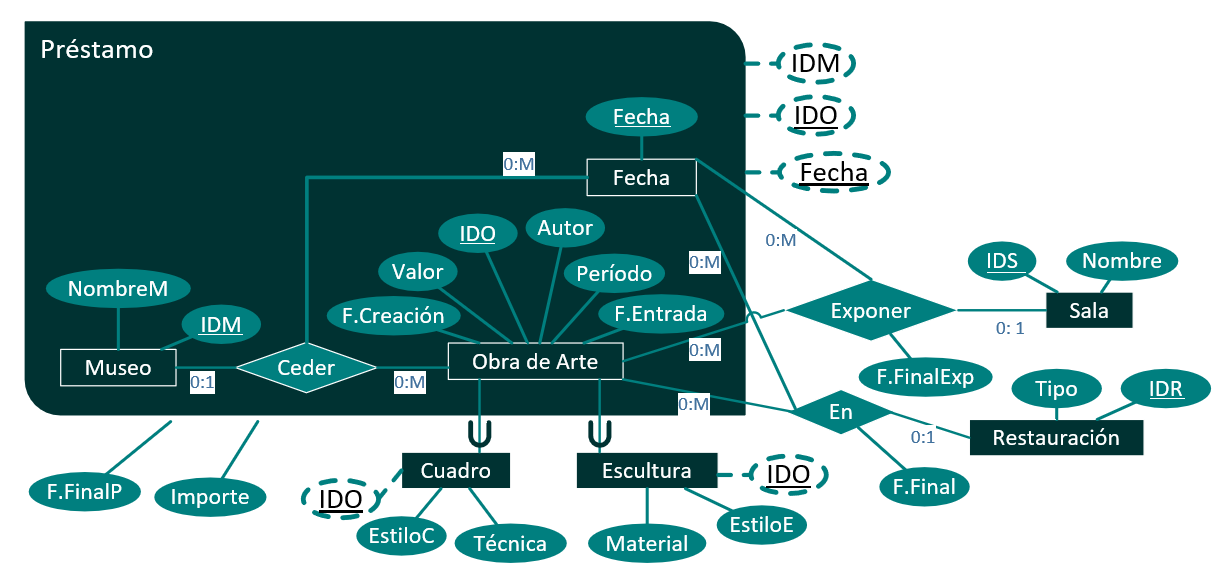 Préstamo
IDM
IDO
Fecha
Fecha
0:M
Fecha
IDO
Autor
0:M
Valor
Período
0:M
IDS
Nombre
NombreM
F.Creación
F.Entrada
IDM
Exponer
Sala
0: 1
Museo
Ceder
Obra de Arte
0:M
0:1
0:M
F.FinalExp
Tipo
IDR
0:M
En
0:1
Restauración
Cuadro
Escultura
IDO
F.FinalP
Importe
IDO
F.Final
EstiloC
Técnica
Material
EstiloE